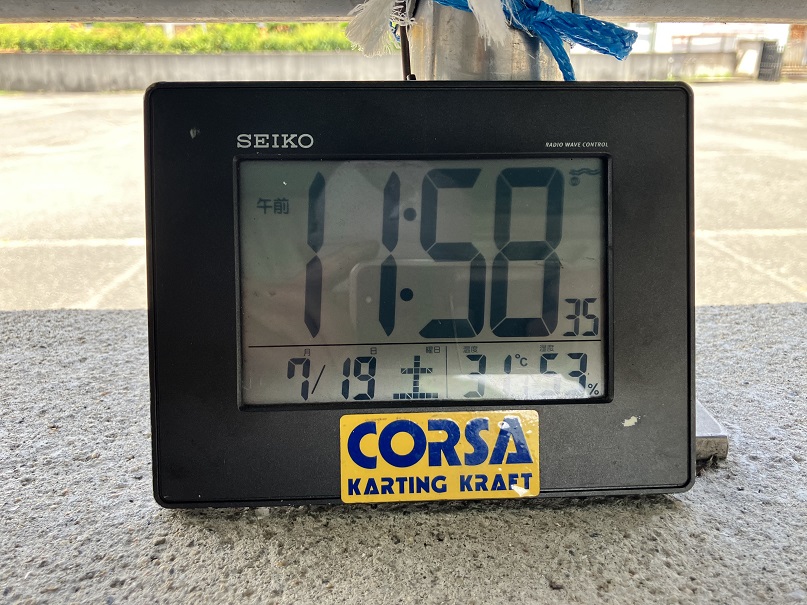 SEIKO
RADIO WAVE CONTROL
午前
11:58
35
月 日 曜日 温度 湿度
7/19 土 31℃ 53%
CORSA
KARTING KRAFT